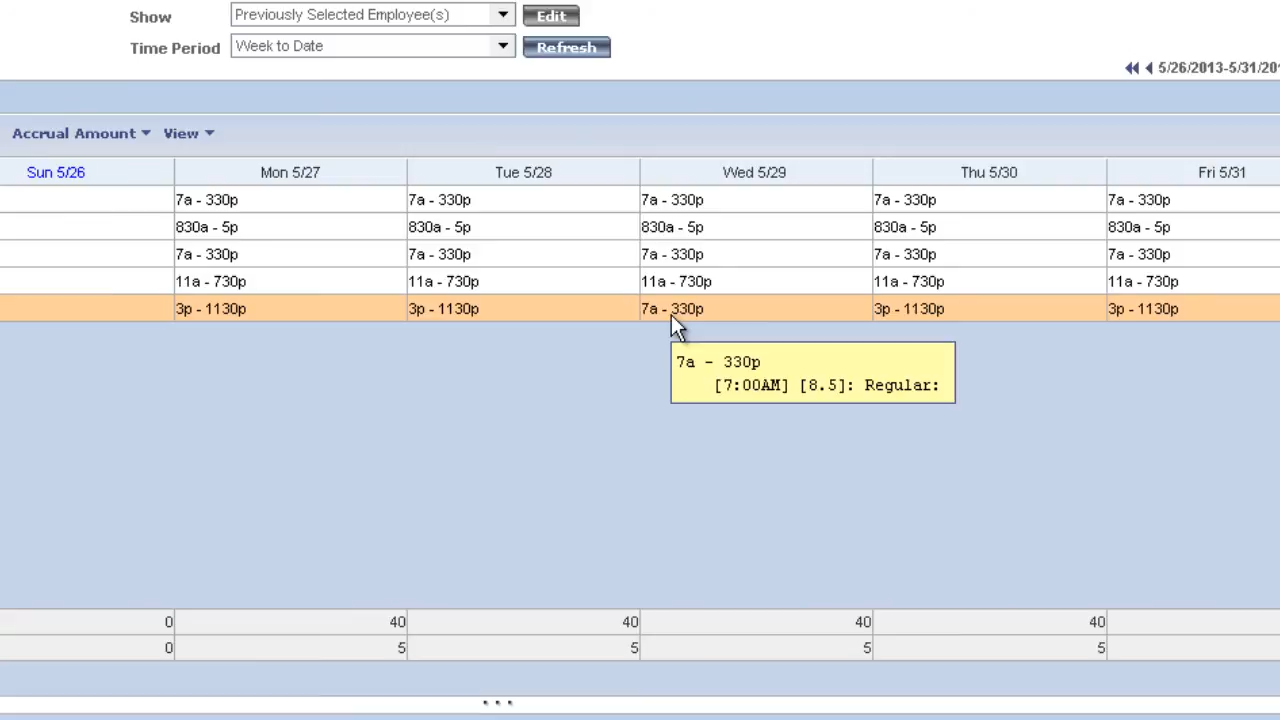 Show Previously Selected Employee(s) Edit
Time Period Week to Date Refresh
5/26/2013-5/31/201
Accrual Amount View
Sun 5/26 Mon 5/27 Tue 5/28 Wed 5/29 Thu 5/30 Fri 5/31
7a - 330p 7a - 330p 7a - 330p 7a - 330p 7a - 330p
830a - 5p 830a - 5p 830a - 5p 830a - 5p 830a - 5p
7a - 330p 7a - 330p 7a - 330p 7a - 330p 7a - 330p
11a - 730p 11a - 730p 11a - 730p 11a - 730p 11a - 730p
3p - 1130p 3p - 1130p 7a - 330p 3p - 1130p 3p - 1130p
7a - 330p
[7:00AM] [8.5]: Regular:
0 40 40 40 40
0 5 5 5 5